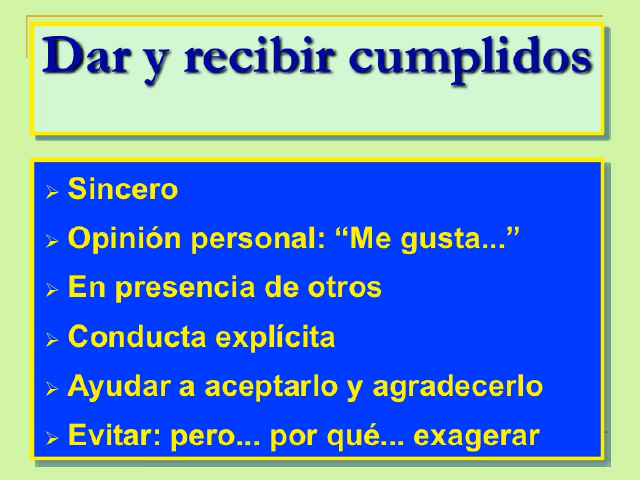 Dar y recibir cumplidos
Sincero
Opinión personal: “Me gusta...”
En presencia de otros
Conducta explícita
Ayudar a aceptarlo y agradecerlo
Evitar: pero... por qué... exagerar